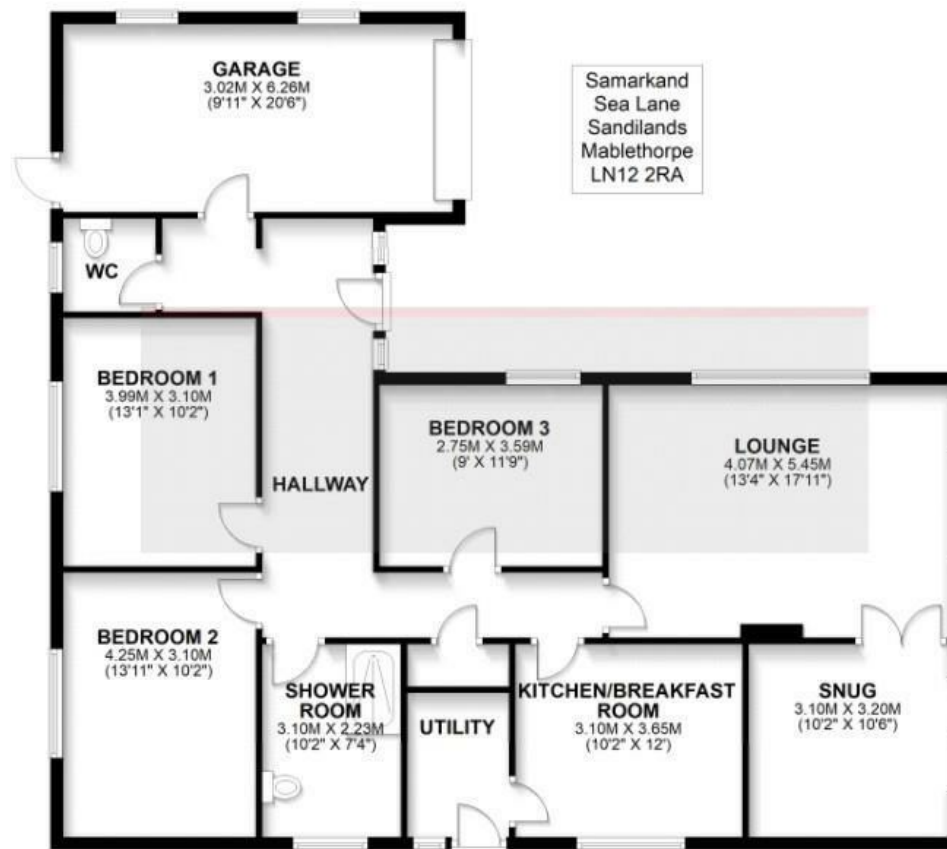 GARAGE
3.02M X 6.26M
(9'11" X 20'6")
Samarkand
Sea Lane
Sandilands
Mablethorpe
LN12 2RA
WC
BEDROOM 1
3.99M X 3.10M
(13'1" X 10'2")
HALLWAY
BEDROOM 3
2.75M X 3.59M
(9' X 11'9")
LOUNGE
4.07M X 5.45M
(13'4" X 17'11")
BEDROOM 2
4.25M X 3.10M
(13'11" X 10'2")
SHOWER
ROOM
3.10M X 2.23M
(10'2" X 7'4")
UTILITY
KITCHEN/BREAKFAST
ROOM
3.10M X 3.65M
(10'2" X 12')
SNUG
3.10M X 3.20M
(10'2" X 10'6")